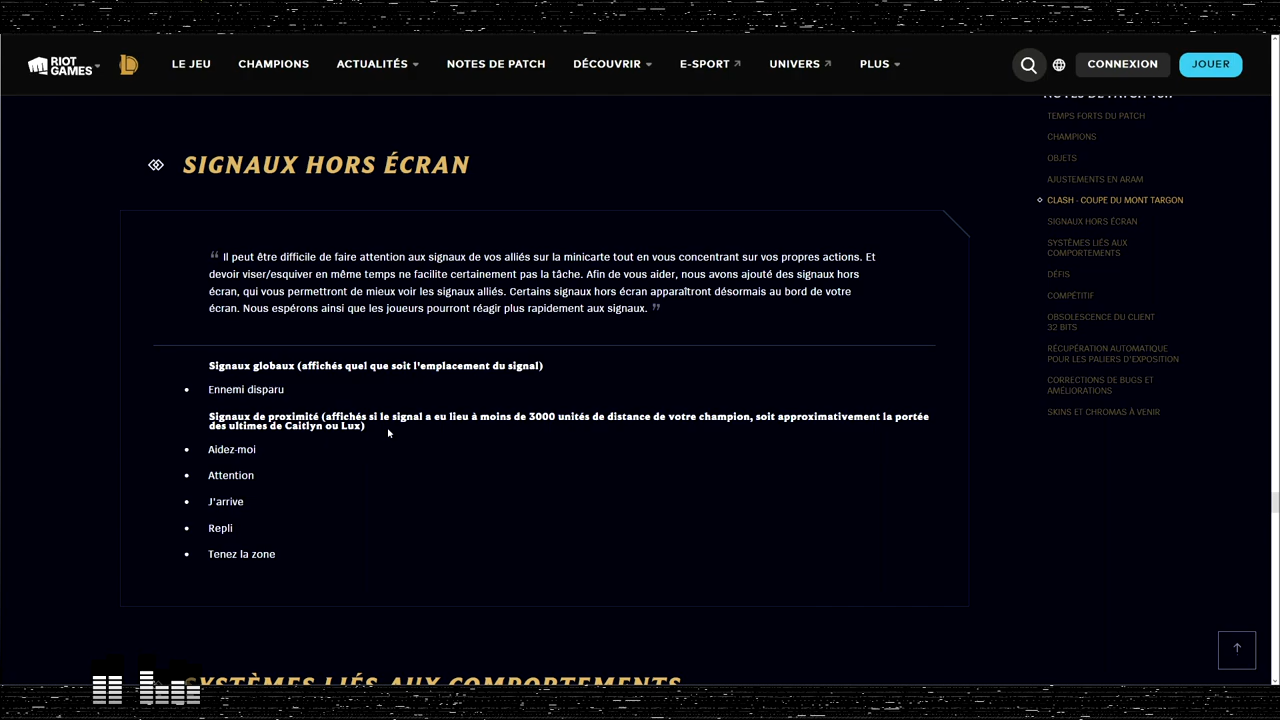 RIOT
GAMES
LE JEU
CHAMPIONS
ACTUALITÉS
NOTES DE PATCH
DÉCOUVRIR
E-SPORT
UNIVERS
PLUS
CONNEXION
JOUER
SIGNAUX HORS ÉCRAN
“ Il peut être difficile de faire attention aux signaux de vos alliés sur la minicarte tout en vous concentrant sur vos propres actions. Et
devoir viser/esquiver en même temps ne facilite certainement pas la tâche. Afin de vous aider, nous avons ajouté des signaux hors
écran, qui vous permettront de mieux voir les signaux alliés. Certains signaux hors écran apparaîtront désormais au bord de votre
écran. Nous espérons ainsi que les joueurs pourront réagir plus rapidement aux signaux. ”
Signaux globaux (affichés quel que soit l'emplacement du signal)
• Ennemi disparu
Signaux de proximité (affichés si le signal a eu lieu à moins de 3000 unités de distance de votre champion, soit approximativement la portée
des ultimes de Caitlyn ou Lux)
• Aidez-moi
• Attention
• J'arrive
• Repli
• Tenez la zone
SYSTÈMES LIÉS AUX COMPORTEMENTS
NOTES DE PATCH
TEMPS FORTS DU PATCH
CHAMPIONS
OBJETS
AJUSTEMENTS EN ARAM
CLASH - COUPE DU MONT TARGON
SIGNAUX HORS ÉCRAN
SYSTÈMES LIÉS AUX
COMPORTEMENTS
DÉFIS
COMPÉTITIF
OBSOLESCENCE DU CLIENT
32 BITS
RÉCUPÉRATION AUTOMATIQUE
POUR LES PALIERS D'EXPOSITION
CORRECTIONS DE BUGS ET
AMÉLIORATIONS
SKINS ET CHROMAS À VENIR